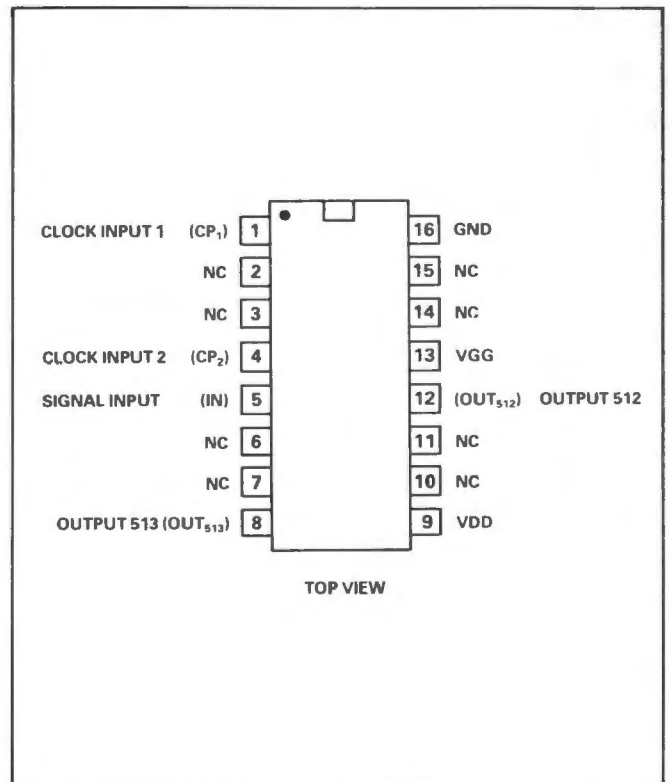 CLOCK INPUT 1 (CP₁) 1 16 GND
NC 2 15 NC
NC 3 14 NC
CLOCK INPUT 2 (CP₂) 4 13 VGG
SIGNAL INPUT (IN) 5 12 (OUT₅₁₂) OUTPUT 512
NC 6 11 NC
NC 7 10 NC
OUTPUT 513 (OUT₅₁₃) 8 9 VDD
TOP VIEW